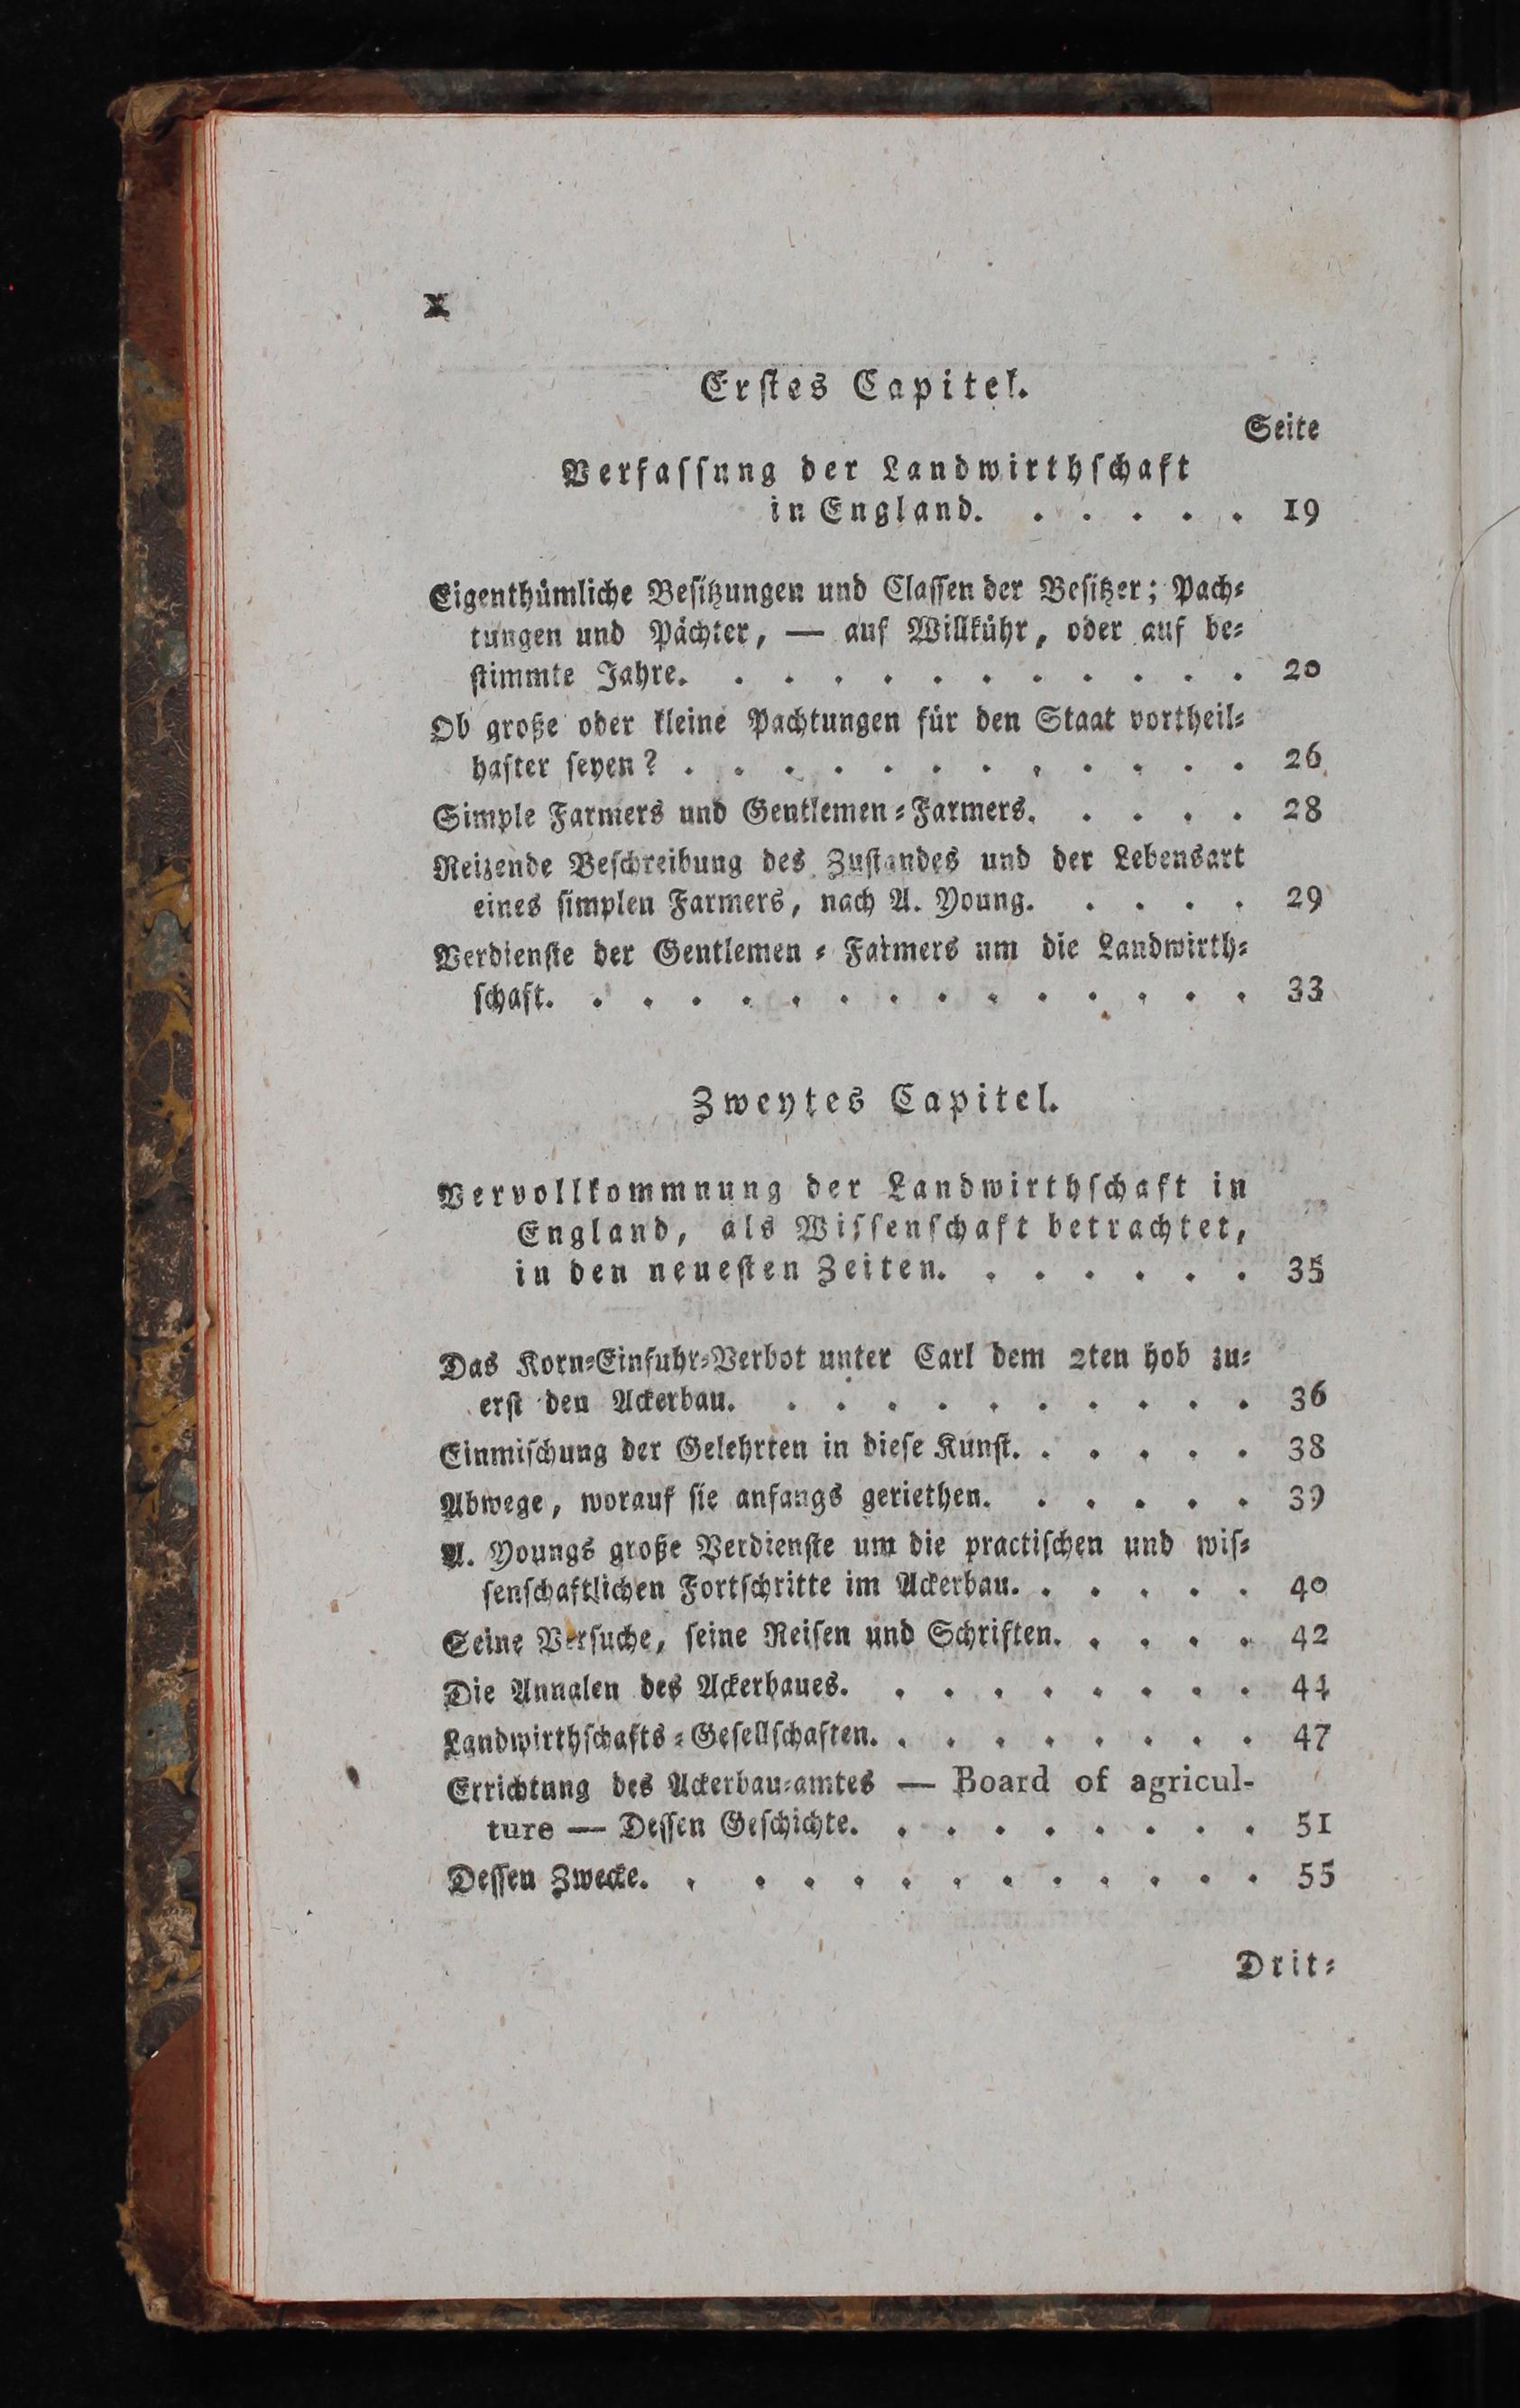 X
Erſtes Capitel.
Seite
Verfaſſung der Landwirthſchaft
in England. . . . . . 19
Eigenthümliche Beſitzungen und Claſſen der Beſitzer; Pach⸗
tungen und Pächter, — auf Willkühr, oder auf be⸗
ſtimmte Jahre. . . . . . . . . . . . 20
Ob große oder kleine Pachtungen für den Staat vortheil⸗
hafter ſeyen? . . . . . . . . . . . . 26
Simple Farmers und Gentlemen⸗Farmers. . . . . 28
Reizende Beſchreibung des Zuſtandes und der Lebensart
eines ſimplen Farmers, nach A. Young. . . . . 29
Verdienſte der Gentlemen⸗Farmers um die Landwirth⸗
ſchaft. . . . . . . . . . . . . . . 33
Zweytes Capitel.
Vervollkommnung der Landwirthſchaft in
England, als Wiſſenſchaft betrachtet,
in den neueſten Zeiten. . . . . . . 35
Das Korn⸗Einfuhr⸗Verbot unter Carl dem 2ten hob zu⸗
erſt den Ackerbau. . . . . . . . . . . 36
Einmiſchung der Gelehrten in dieſe Kunſt. . . . . . 38
Abwege, worauf ſie anfangs geriethen. . . . . . 39
A. Youngs große Verdienſte um die practiſchen und wiſ⸗
ſenſchaftlichen Fortſchritte im Ackerbau. . . . . . 40
Seine Verſuche, ſeine Reiſen und Schriften. . . . . 42
Die Annalen des Ackerbaues. . . . . . . . . 44
Landwirthſchafts⸗Geſellſchaften. . . . . . . . . 47
Errichtung des Ackerbau⸗amtes — Board of agricul-
ture — Deſſen Geſchichte. . . . . . . . . 51
Deſſen Zwecke. . . . . . . . . . . . . 55
Drit⸗